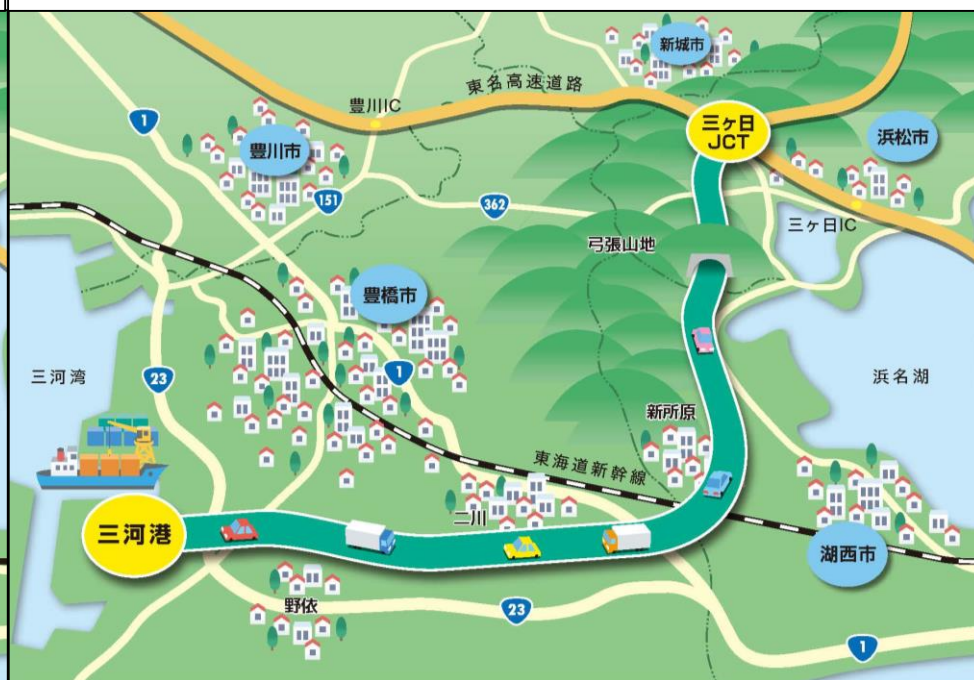 新城市
東名高速道路
豊川IC
1
三ヶ日
JCT
浜松市
豊川市
151
362
三ヶ日IC
弓張山地
豊橋市
三河湾
23
1
浜名湖
新所原
東海道新幹線
二川
三河港
湖西市
野依
23
1